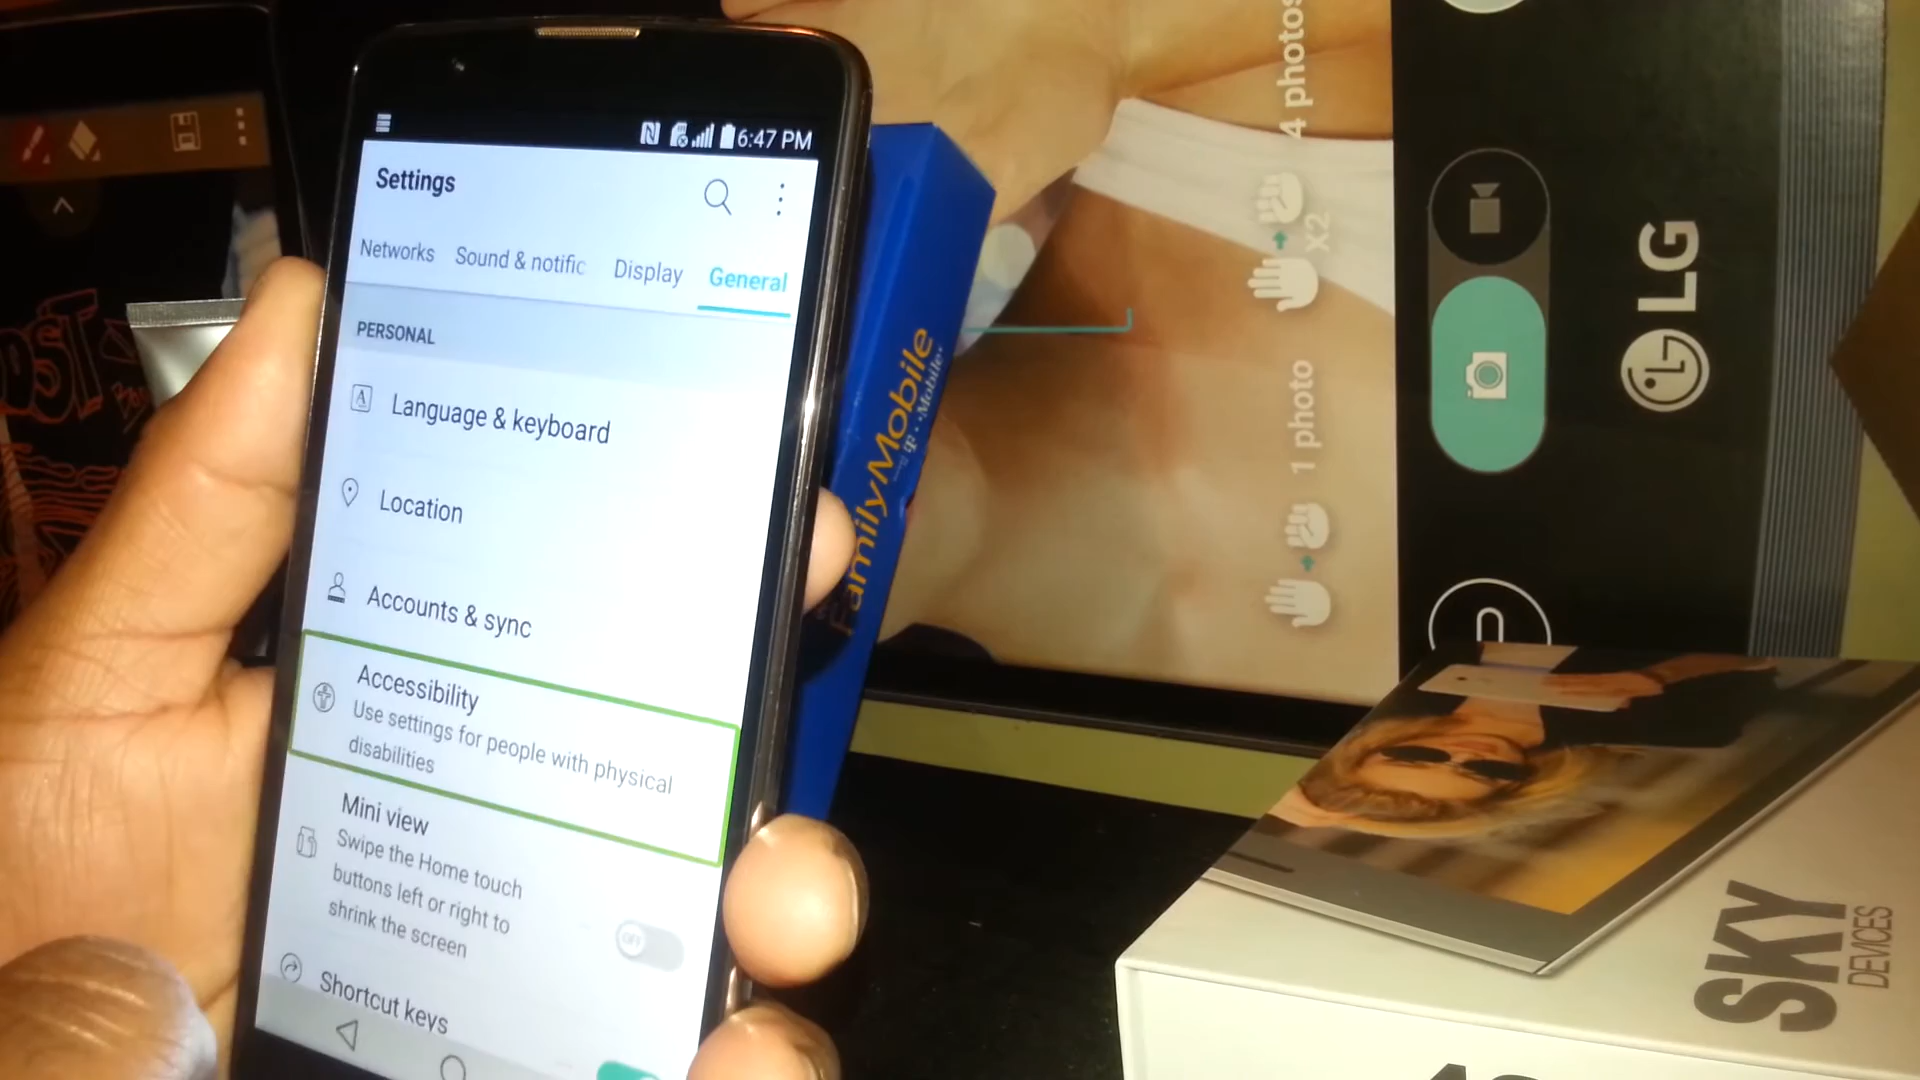 6:47 PM
Settings
Networks
Sound & notific
Display
General
PERSONAL
Language & keyboard
Location
Accounts & sync
Accessibility
Use settings for people with physical
disabilities
Mini view
Swipe the Home touch
buttons left or right to
shrink the screen
OFF
Shortcut keys
FamilyMobile
Mobile
4 photos
X2
1 photo
LG
SKY
DEVICES